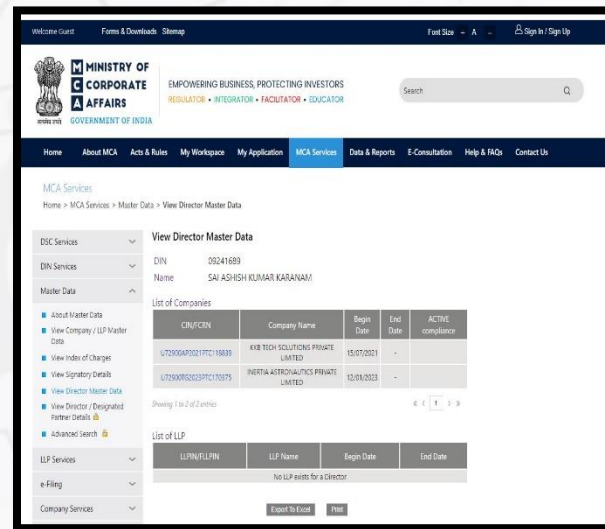 Welcome Guest Forms & Downloads Sitemap Font Size - A Sign In / Sign Up
MINISTRY OF
CORPORATE
AFFAIRS
GOVERNMENT OF INDIA
EMPOWERING BUSINESS, PROTECTING INVESTORS
REGULATOR • INTEGRATOR • FACILITATOR • EDUCATOR
Search
Home About MCA Acts & Rules My Workspace My Application MCA Services Data & Reports E-Consultation Help & FAQs Contact Us
MCA Services
Home > MCA Services > Master Data > View Director Master Data
DSC Services
DIN Services
Master Data
About Master Data
View Company / LLP Master
Data
View Index of Charges
View Signatory Details
View Director Master Data
View Director / Designated
Partner Details
Advanced Search
LLP Services
e-Filing
Company Services
View Director Master Data
DIN 09241689
Name SAI ASHISH KUMAR KARANAM
List of Companies
CIN/FCRN Company Name Begin Date End Date ACTIVE compliance
U72900AP2021PTC118839 KKB TECH SOLUTIONS PRIVATE LIMITED 15/07/2021 -
U72900TG2023PTC170375 INERTIA ASTRONAUTICS PRIVATE LIMITED 12/01/2023 -
Showing 1 to 2 of 2 entries 1
List of LLP
LLPIN/FLLPIN LLP Name Begin Date End Date
No LLP exists for a Director
Export To Excel Print